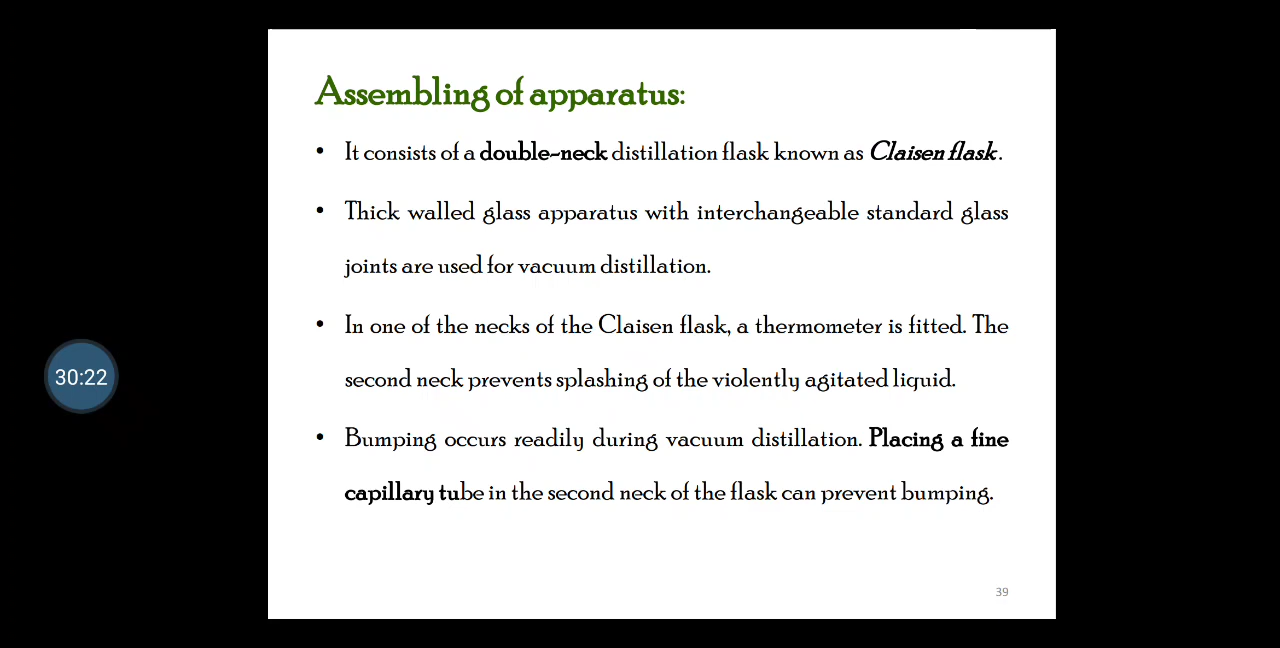 Assembling of apparatus:
• It consists of a double-neck distillation flask known as Claisen flask.
• Thick walled glass apparatus with interchangeable standard glass
joints are used for vacuum distillation.
• In one of the necks of the Claisen flask, a thermometer is fitted. The
second neck prevents splashing of the violently agitated liquid.
30:22
• Bumping occurs readily during vacuum distillation. Placing a fine
capillary tube in the second neck of the flask can prevent bumping.
39